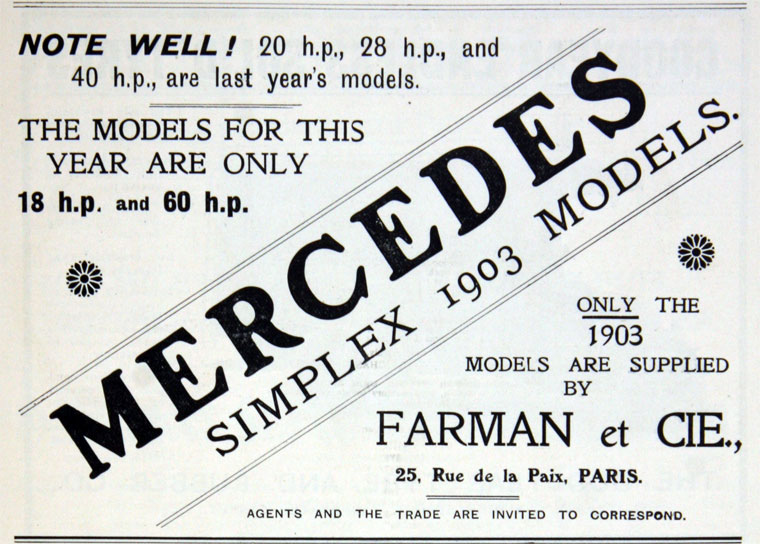 NOTE WELL! 20 h.p., 28 h.p., and
40 h.p., are last year's models.
THE MODELS FOR THIS
YEAR ARE ONLY
18 h.p. and 60 h.p.
MERCEDES
SIMPLEX 1903 MODELS.
ONLY THE
1903
MODELS ARE SUPPLIED
BY
FARMAN et CIE.,
25, Rue de la Paix, PARIS.
AGENTS AND THE TRADE ARE INVITED TO CORRESPOND.